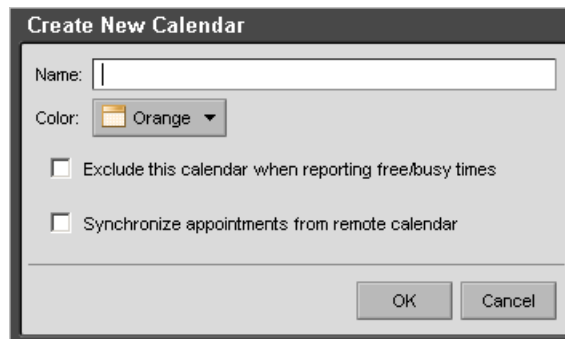 Create New Calendar
Name:
Color: Orange
Exclude this calendar when reporting free/busy times
Synchronize appointments from remote calendar
OK Cancel